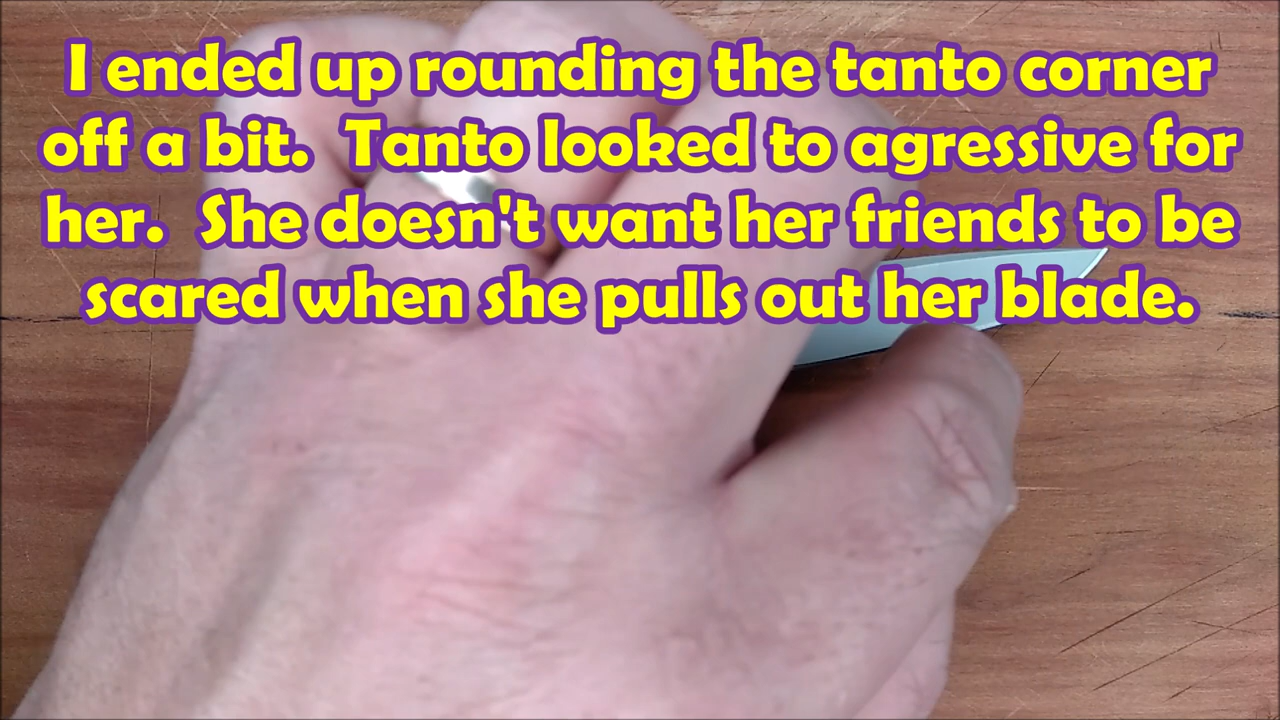 I ended up rounding the tanto corner
off a bit.  Tanto looked to agressive for
her.  She doesn't want her friends to be
scared when she pulls out her blade.